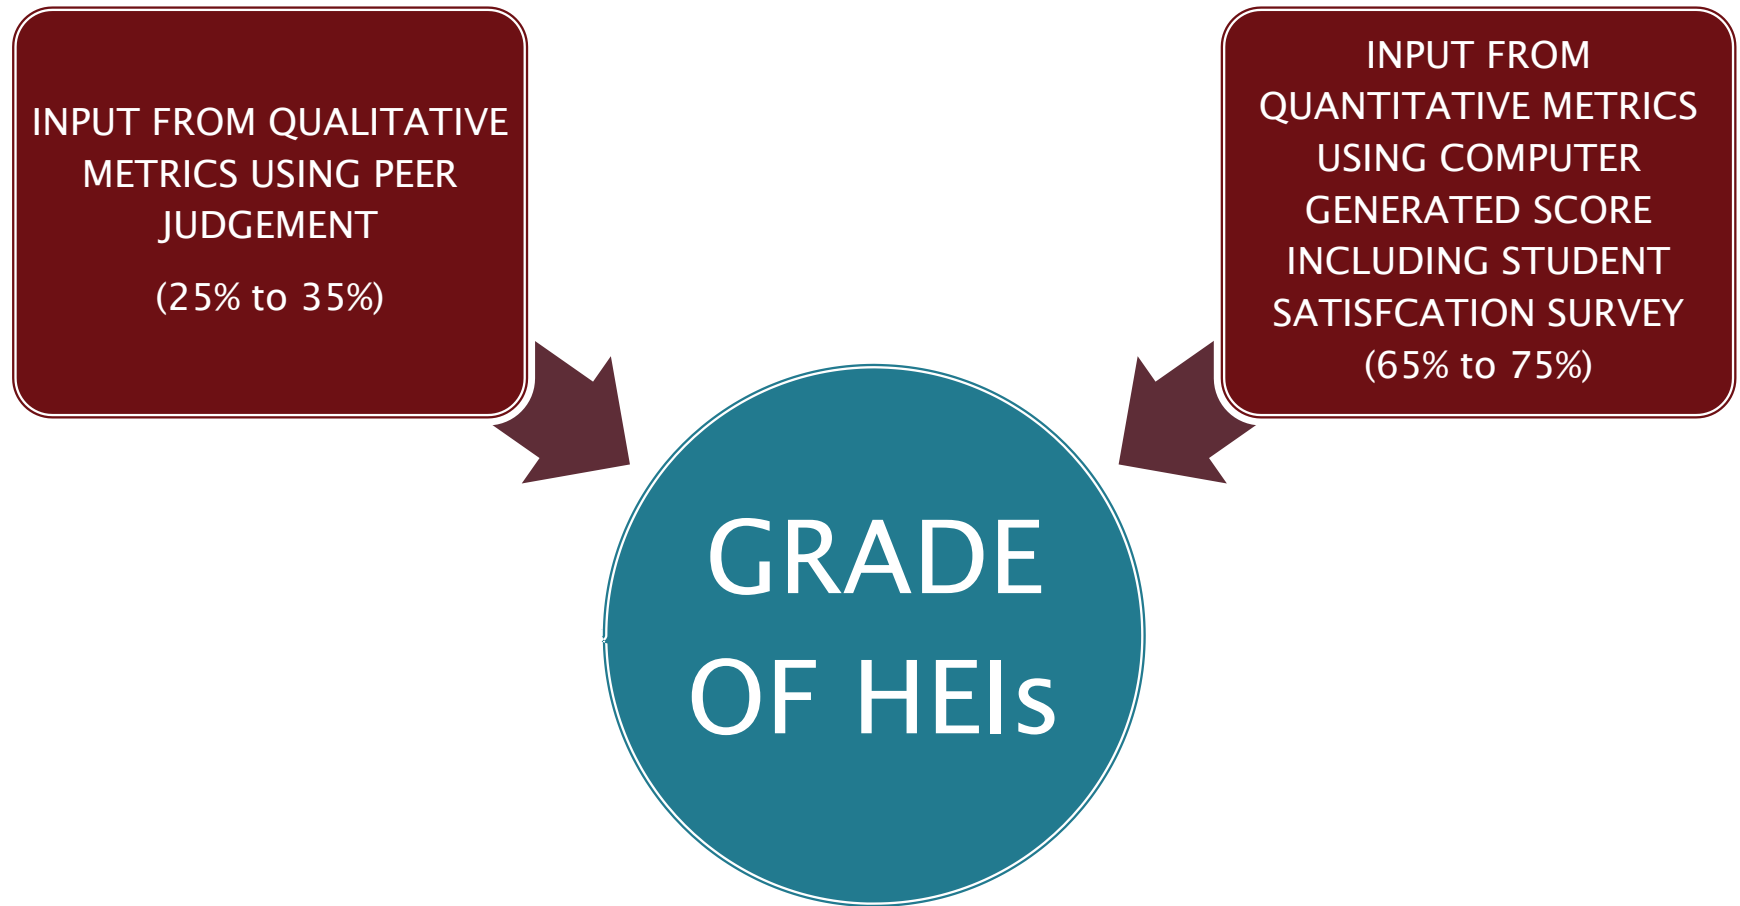 INPUT FROM QUALITATIVE
METRICS USING PEER
JUDGEMENT
(25% to 35%)
INPUT FROM
QUANTITATIVE METRICS
USING COMPUTER
GENERATED SCORE
INCLUDING STUDENT
SATISFCATION SURVEY
(65% to 75%)
GRADE
OF HEIs